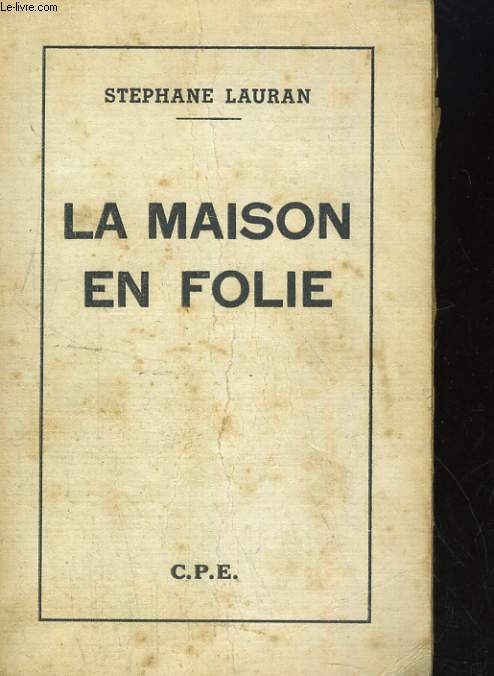 Le-livre.com
STEPHANE LAURAN
LA MAISON
EN FOLIE
C.P.E.